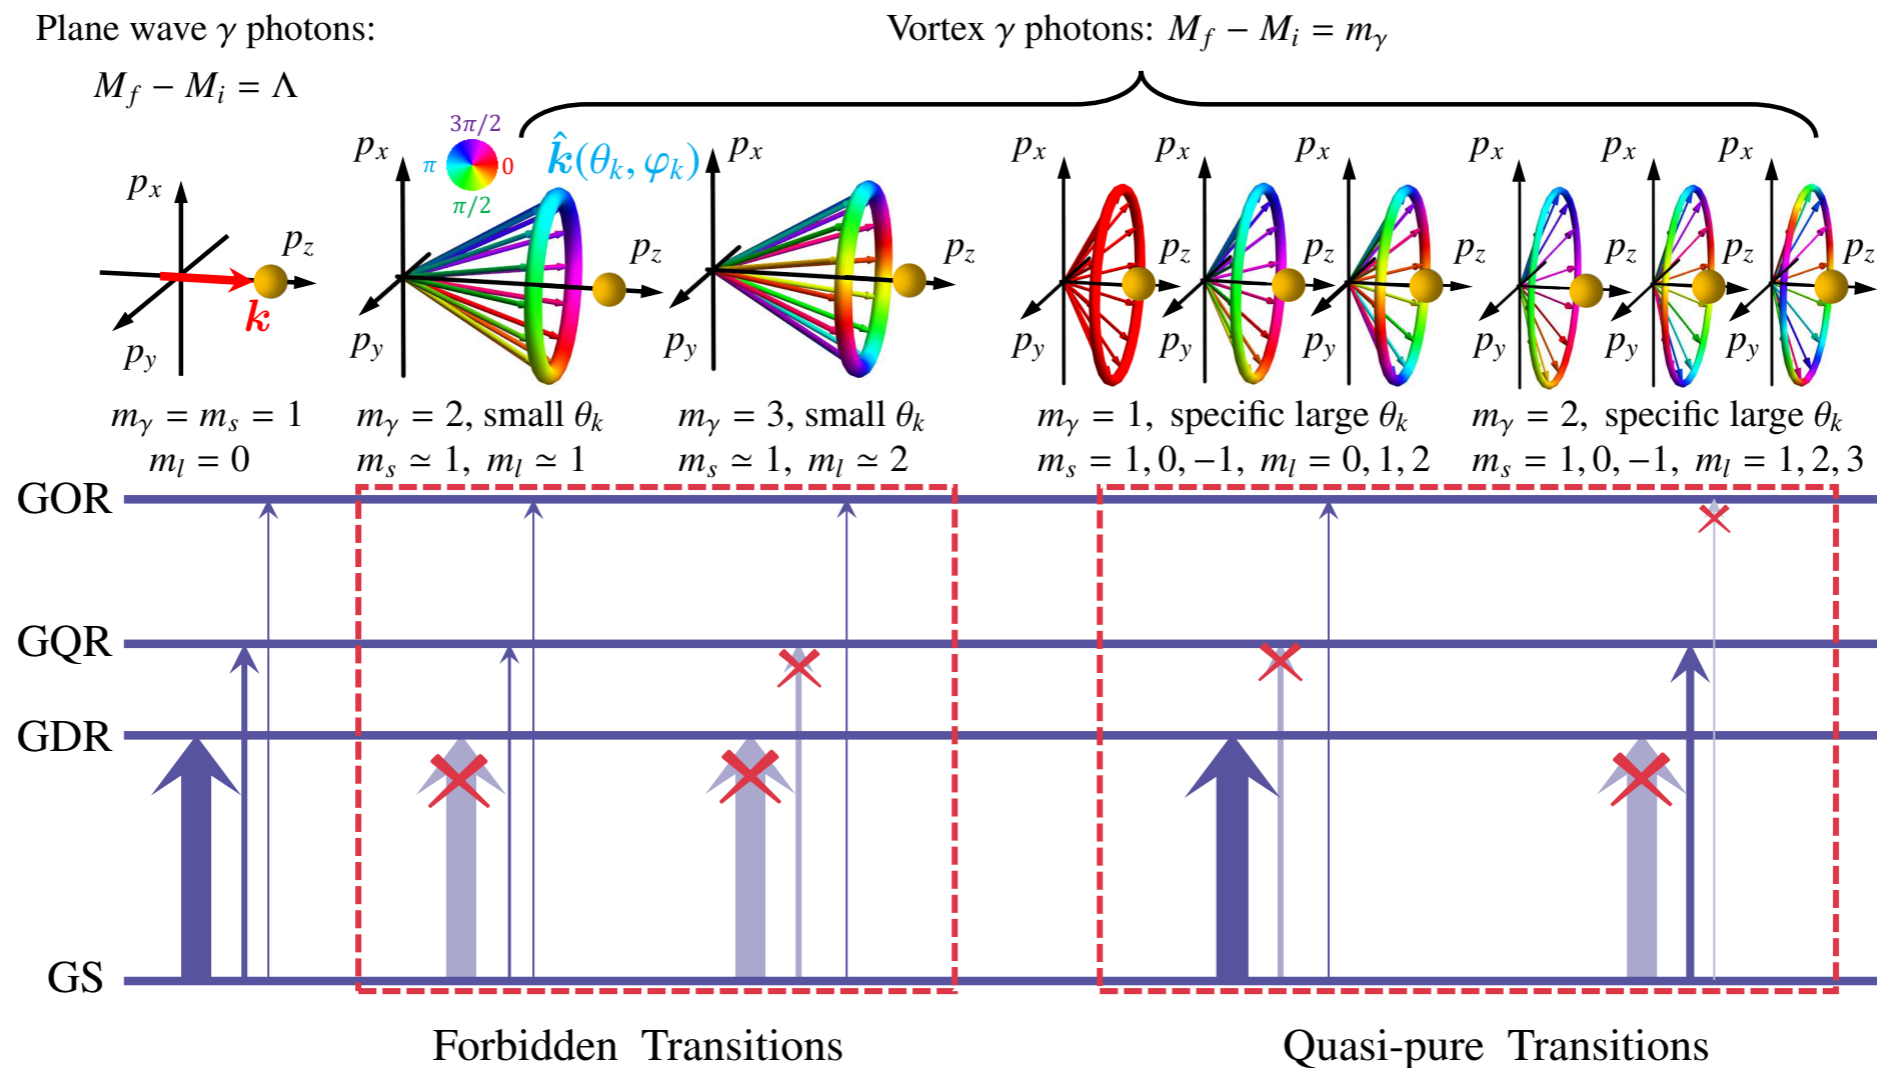 Plane wave γ photons:
M_f − M_i = Λ
Vortex γ photons: M_f − M_i = m_γ
p_x
p_z
p_y
k
p_x
3π/2
π
0
π/2
k̂(θ_k, φ_k)
p_z
p_y
p_x
p_z
p_y
p_x
p_z
p_y
p_x
p_z
p_y
p_x
p_z
p_y
p_x
p_z
p_y
p_x
p_z
p_y
p_x
p_z
p_y
m_γ = m_s = 1
m_l = 0
m_γ = 2, small θ_k
m_s ≃ 1, m_l ≃ 1
m_γ = 3, small θ_k
m_s ≃ 1, m_l ≃ 2
m_γ = 1, specific large θ_k
m_s = 1, 0, −1, m_l = 0, 1, 2
m_γ = 2, specific large θ_k
m_s = 1, 0, −1, m_l = 1, 2, 3
GOR
GQR
GDR
GS
Forbidden Transitions
Quasi-pure Transitions